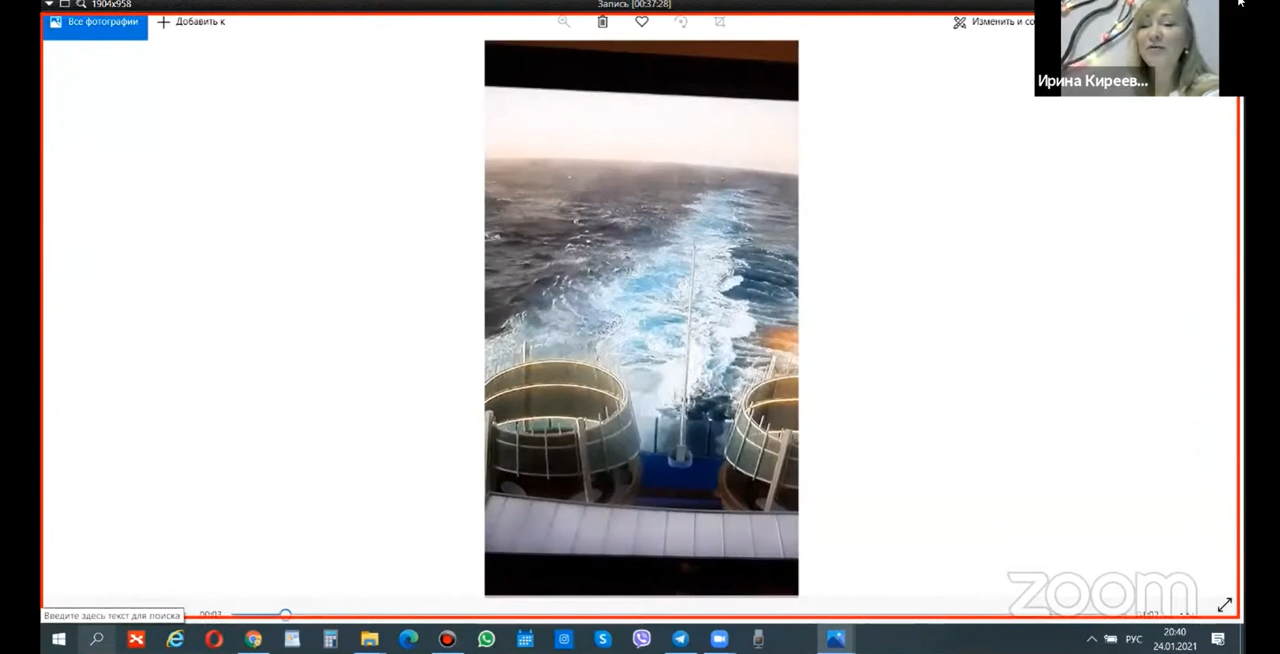 1904x958
Запись [00:37:28]
Все фотографии
Добавить к
Изменить и со
Ирина Киреев...
zoom
Введите здесь текст для поиска
00:03
РУС
20:40
24.01.2021